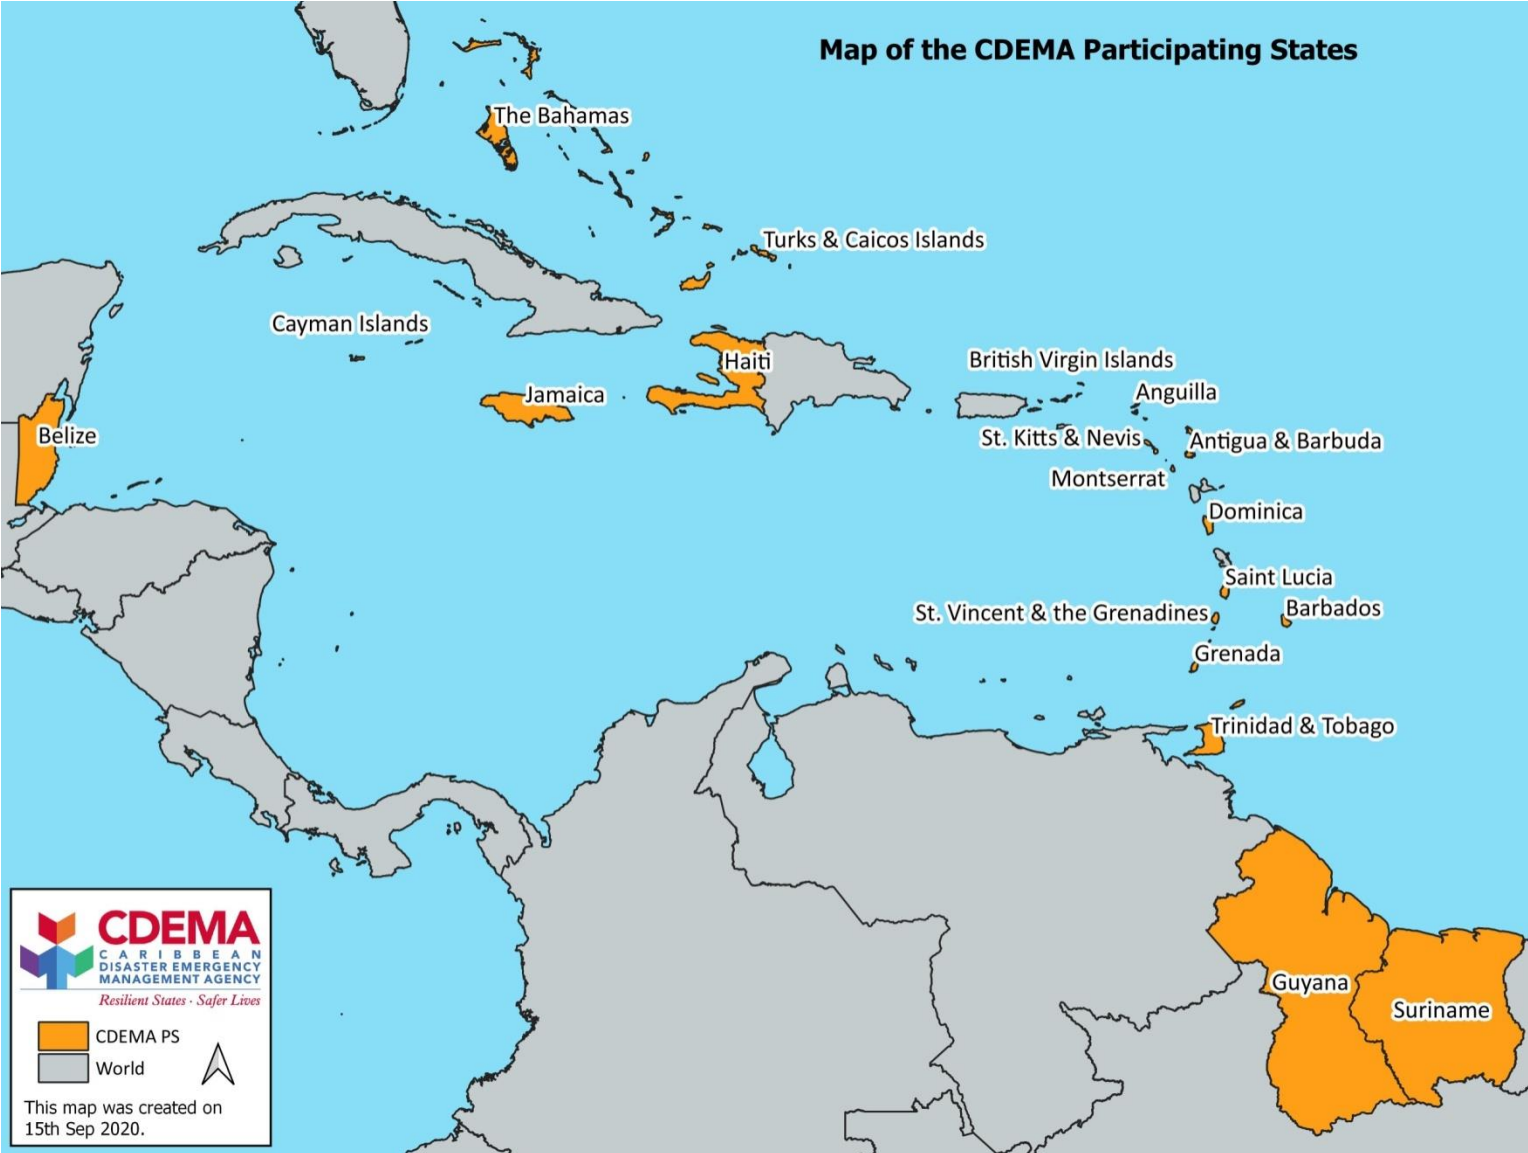 Map of the CDEMA Participating States
The Bahamas
Turks & Caicos Islands
Cayman Islands
Haiti
British Virgin Islands
Jamaica
Anguilla
Belize
St. Kitts & Nevis
Antigua & Barbuda
Montserrat
Dominica
Saint Lucia
St. Vincent & the Grenadines
Barbados
Grenada
Trinidad & Tobago
Guyana
Suriname
CDEMA
CARIBBEAN
DISASTER EMERGENCY
MANAGEMENT AGENCY
Resilient States · Safer Lives
CDEMA PS
World
This map was created on
15th Sep 2020.